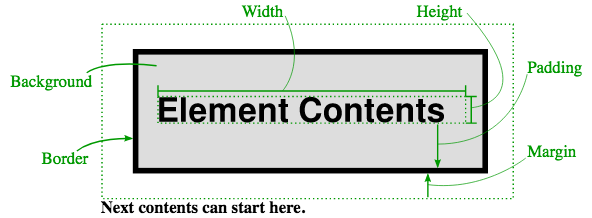 Width
Height
Background
Padding
Element Contents
Border
Margin
Next contents can start here.